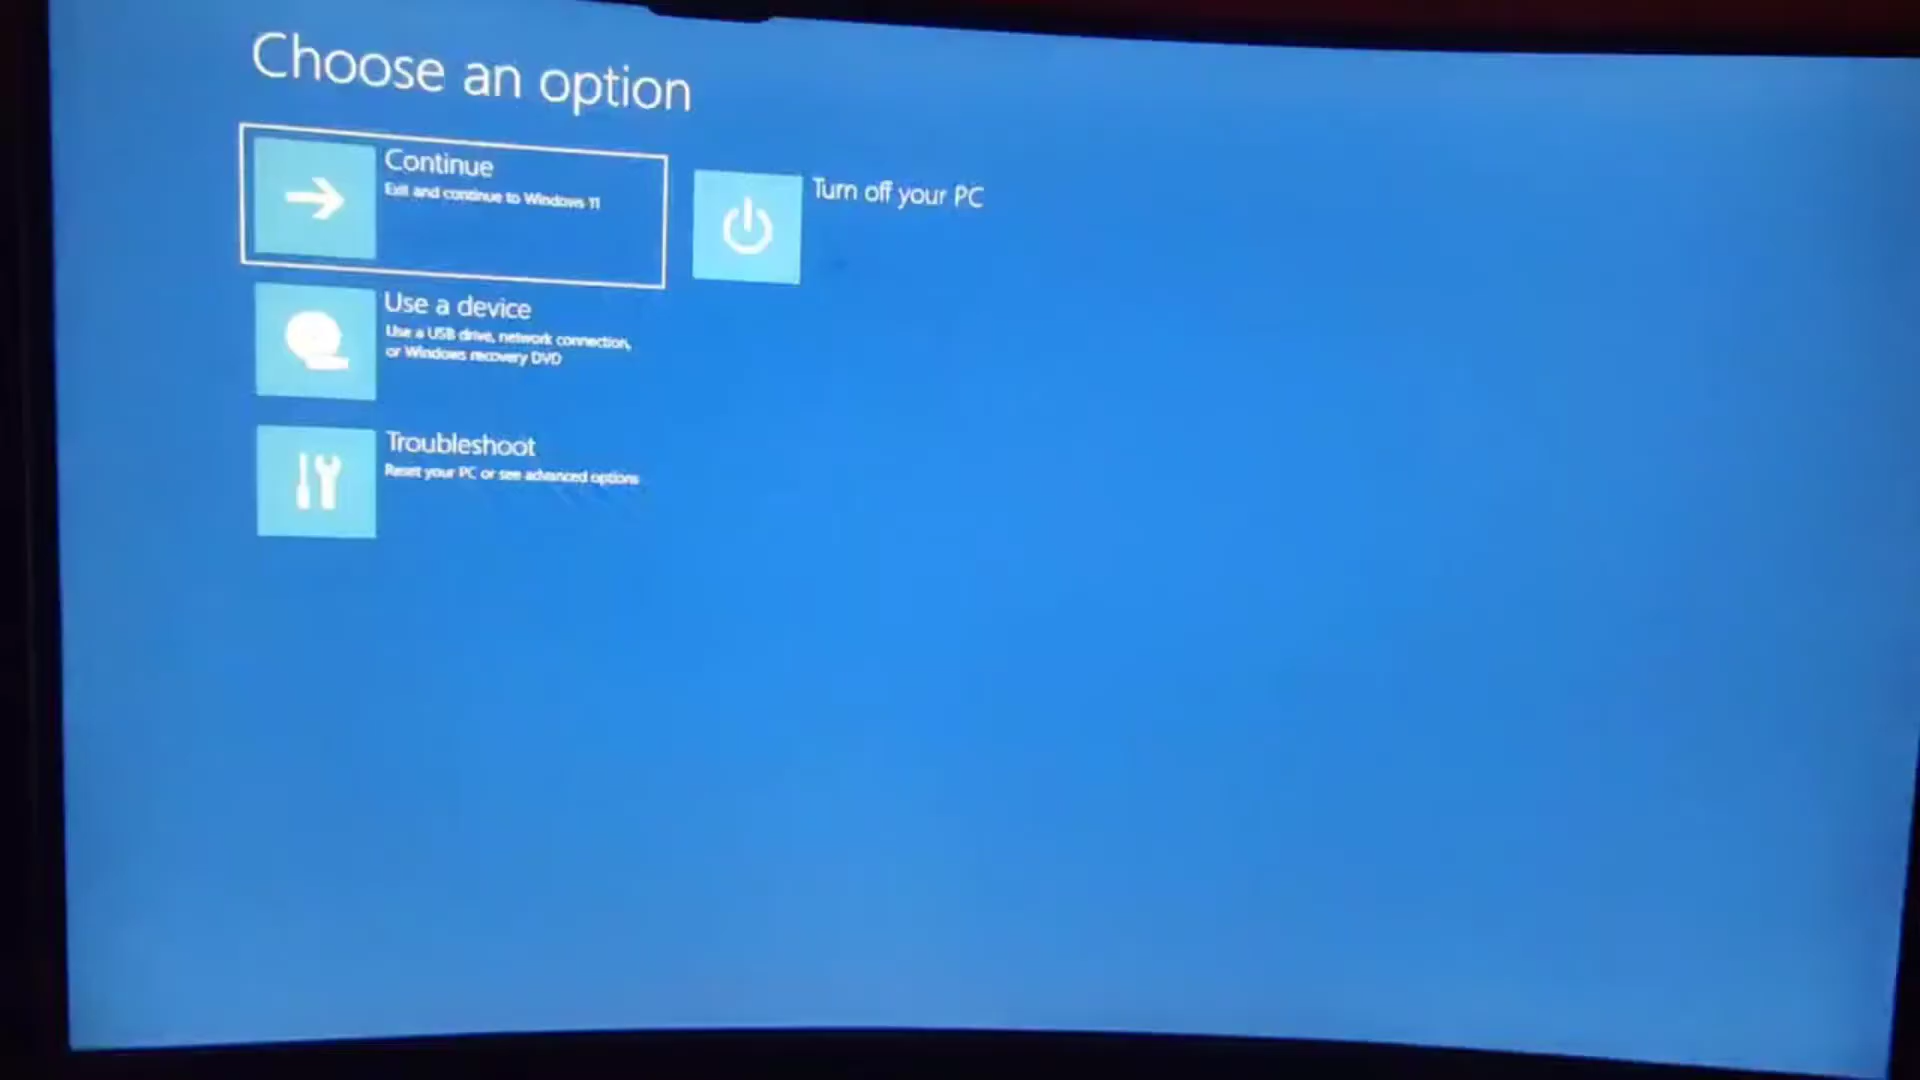 Choose an option
Continue
Exit and continue to Windows 11
Turn off your PC
Use a device
Use a USB drive, network connection,
or Windows recovery DVD
Troubleshoot
Reset your PC or see advanced options